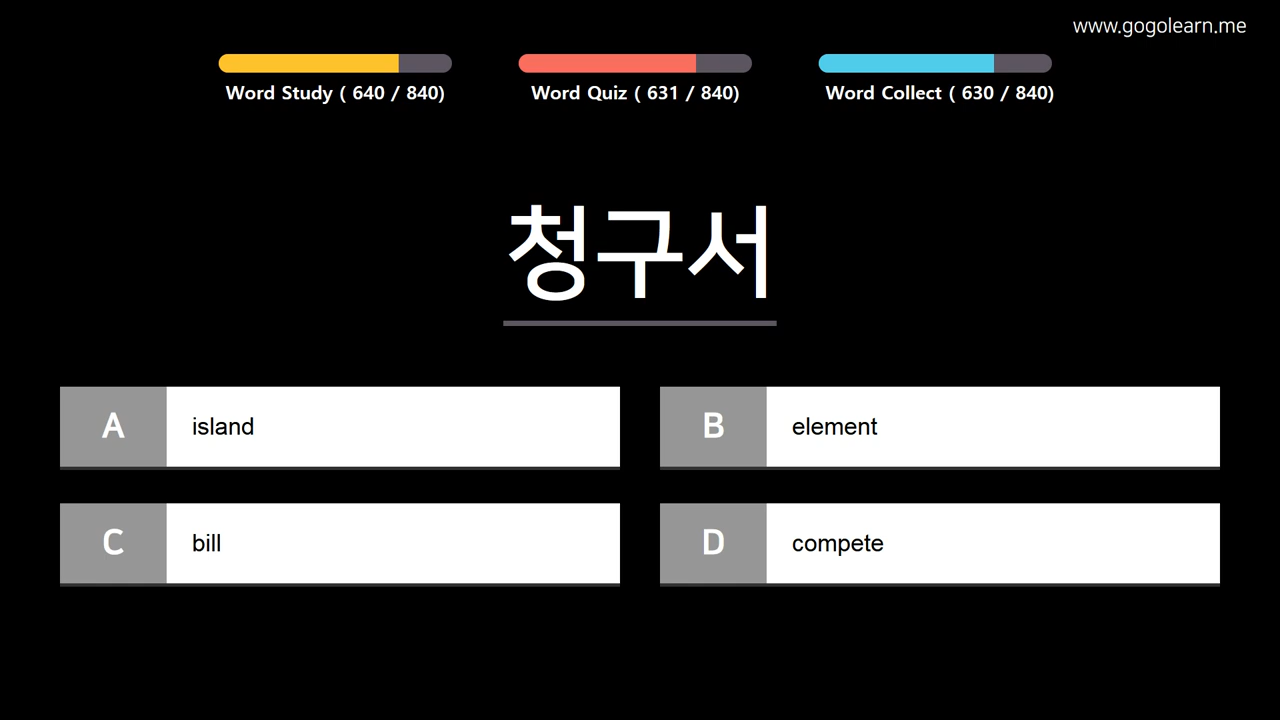 www.gogolearn.me
Word Study ( 640 / 840)
Word Quiz ( 631 / 840)
Word Collect ( 630 / 840)
청구서
A island
B element
C bill
D compete